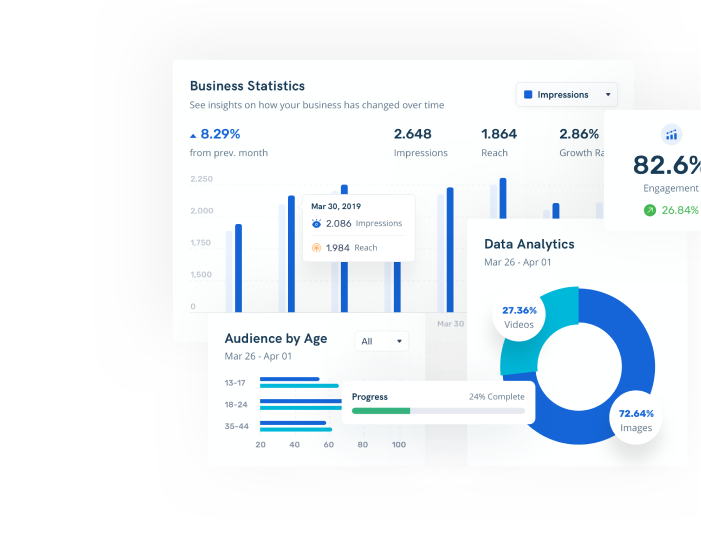 Business Statistics
See insights on how your business has changed over time
Impressions
8.29%
from prev. month
2.648
Impressions
1.864
Reach
2.86%
Growth
82.6%
Engagement
26.84%
2,250
2,000
1,750
1,500
0
Mar 30, 2019
2.086 Impressions
1.984 Reach
Mar 30
Data Analytics
Mar 26 - Apr 01
27.36%
Videos
72.64%
Images
Audience by Age
Mar 26 - Apr 01
All
13-17
18-24
35-44
20 40 60 80 100
Progress
24% Complete